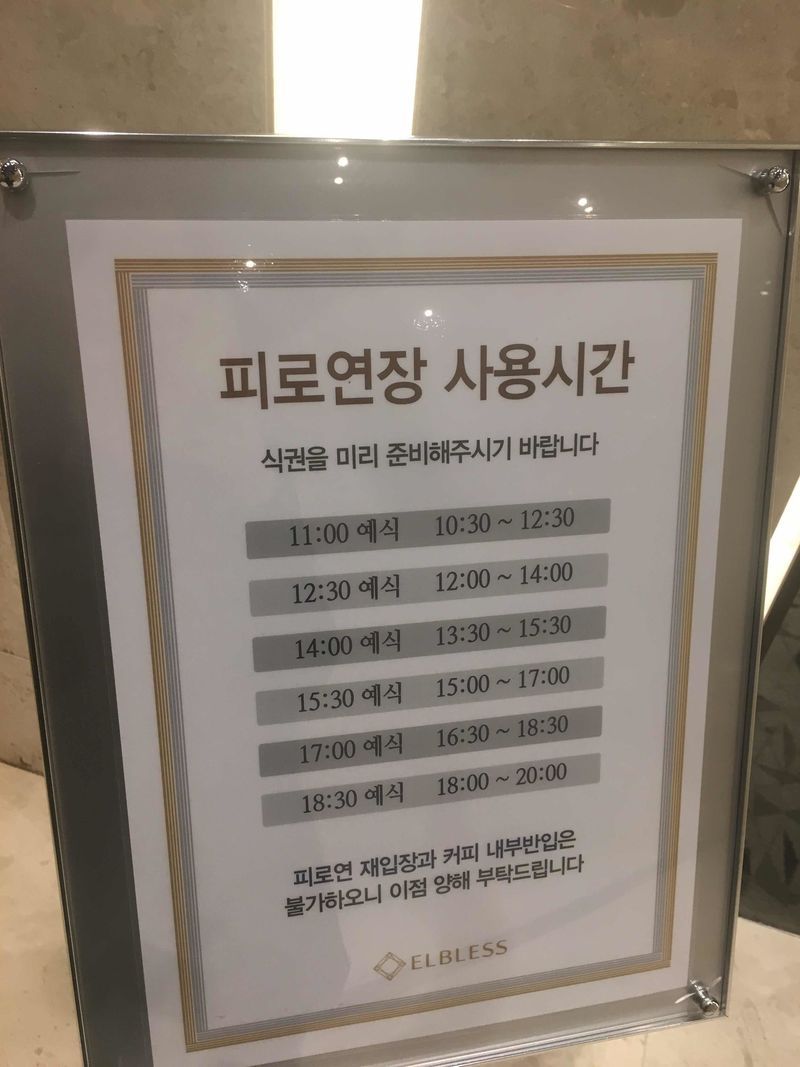 피로연장 사용시간
식권을 미리 준비해주시기 바랍니다
11:00 예식 10:30 ~ 12:30
12:30 예식 12:00 ~ 14:00
14:00 예식 13:30 ~ 15:30
15:30 예식 15:00 ~ 17:00
17:00 예식 16:30 ~ 18:30
18:30 예식 18:00 ~ 20:00
피로연 재입장과 커피 내부반입은
불가하오니 이점 양해 부탁드립니다
ELBLESS